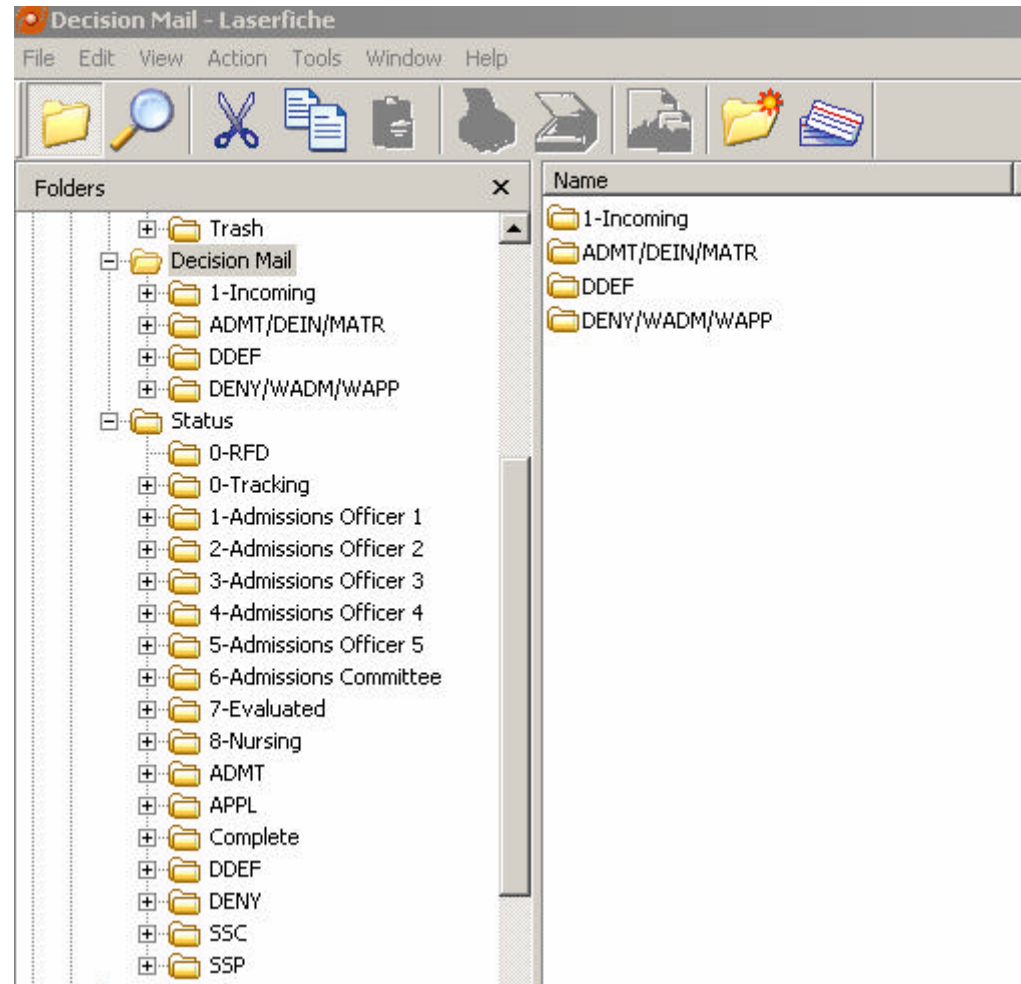 Decision Mail - Laserfiche
File Edit View Action Tools Window Help
Folders
Trash
Decision Mail
1-Incoming
ADMT/DEIN/MATR
DDEF
DENY/WADM/WAPP
Status
0-RFD
0-Tracking
1-Admissions Officer 1
2-Admissions Officer 2
3-Admissions Officer 3
4-Admissions Officer 4
5-Admissions Officer 5
6-Admissions Committee
7-Evaluated
8-Nursing
ADMT
APPL
Complete
DDEF
DENY
SSC
SSP
Name
1-Incoming
ADMT/DEIN/MATR
DDEF
DENY/WADM/WAPP